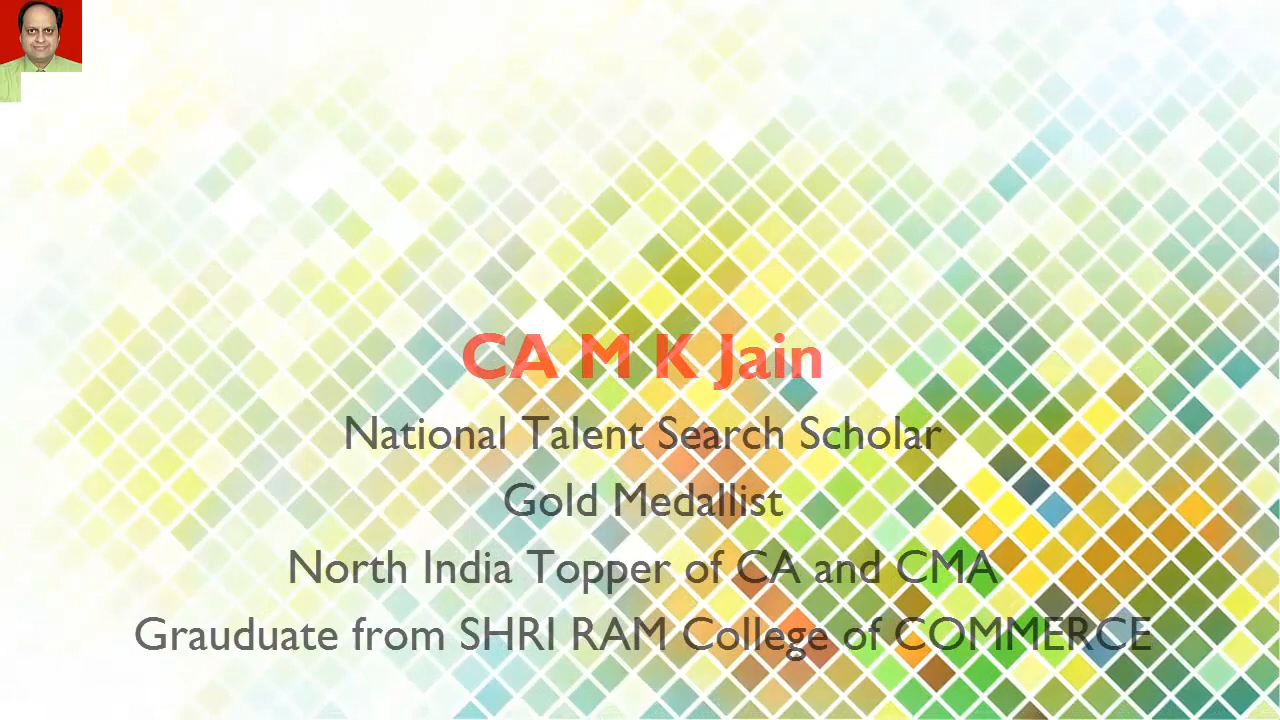 CA M K Jain
National Talent Search Scholar
Gold Medallist
North India Topper of CA and CMA
Grauduate from SHRI RAM College of COMMERCE